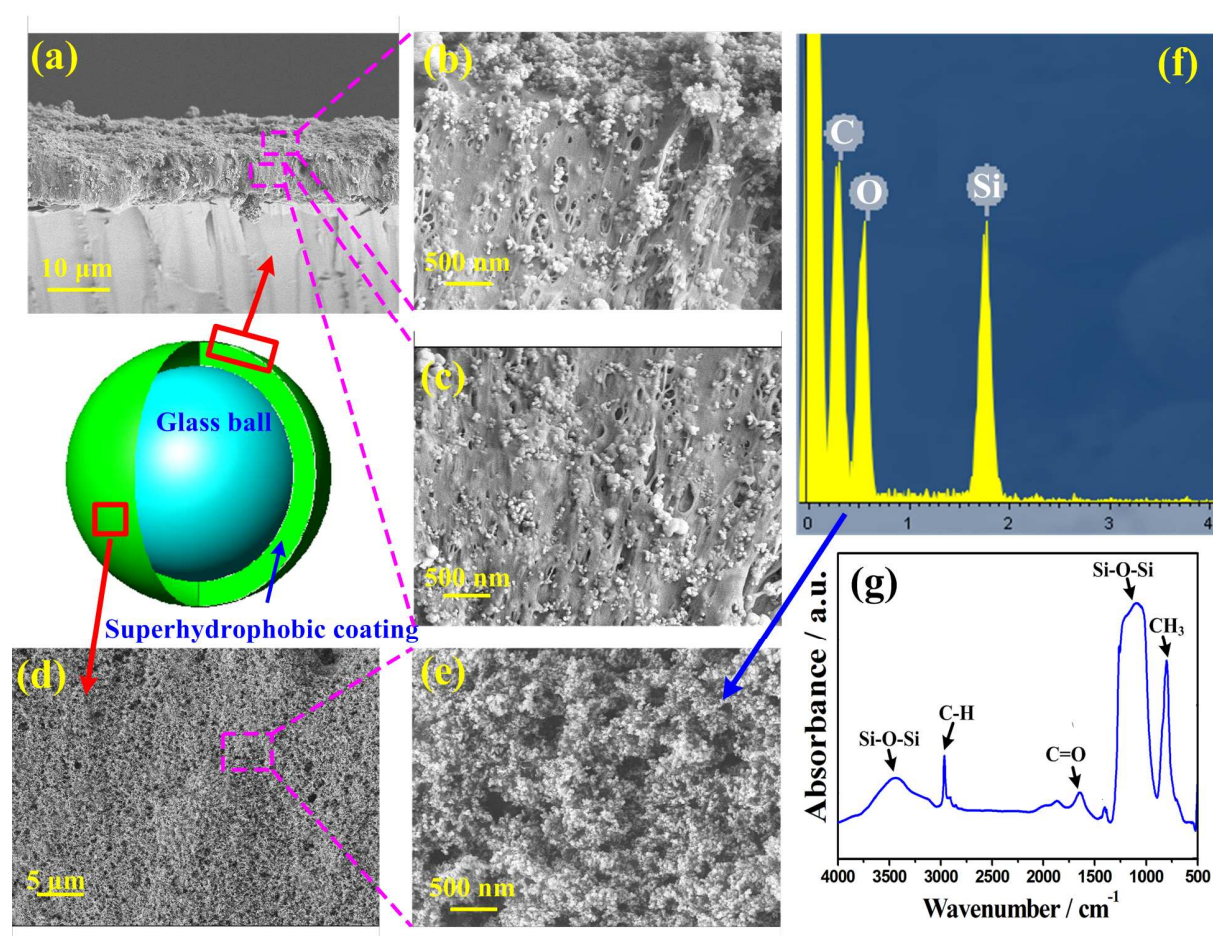 (a)
10 μm
(b)
500 nm
(f)
C
O
Si
0 1 2 3 4
Glass ball
Superhydrophobic coating
(c)
500 nm
(d)
5 μm
(e)
500 nm
(g)
Si-O-Si
CH₃
C-H
Si-O-Si
C=O
Absorbance / a.u.
4000 3500 3000 2500 2000 1500 1000 500
Wavenumber / cm⁻¹